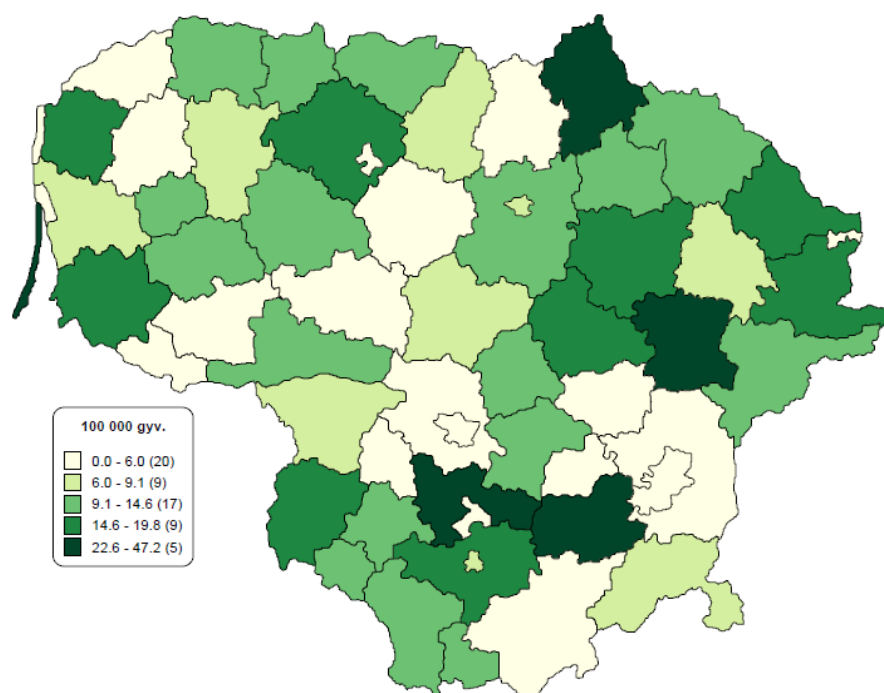 100 000 gyv.
0.0 - 6.0 (20)
6.0 - 9.1 (9)
9.1 - 14.6 (17)
14.6 - 19.8 (9)
22.6 - 47.2 (5)